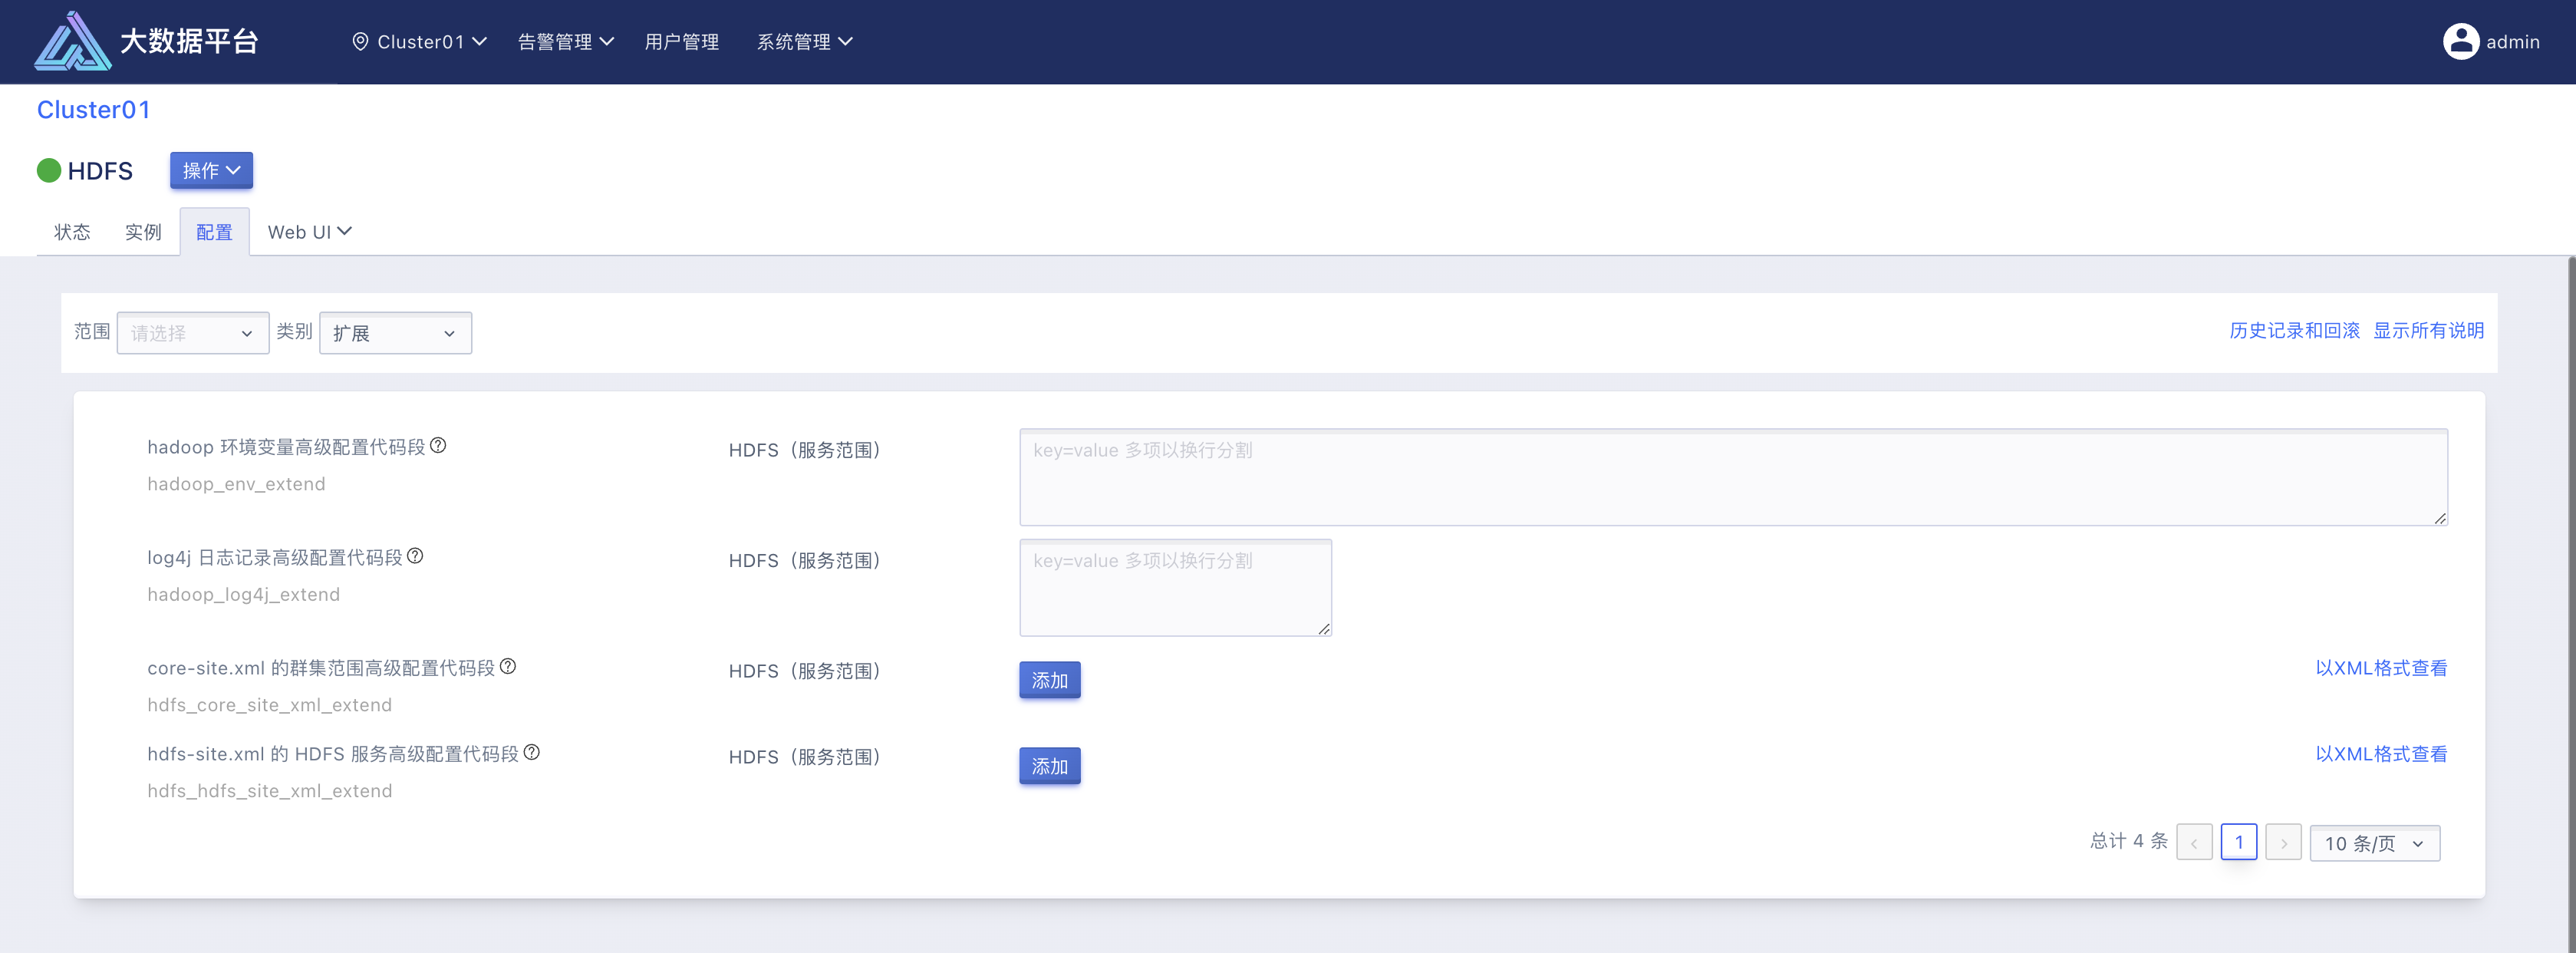 大数据平台 Cluster01 告警管理 用户管理 系统管理 admin
Cluster01
HDFS 操作
状态 实例 配置 Web UI
范围 请选择 类别 扩展 历史记录和回滚 显示所有说明
hadoop 环境变量高级配置代码段 HDFS（服务范围） key=value 多项以换行分割
hadoop_env_extend
log4j 日志记录高级配置代码段 HDFS（服务范围） key=value 多项以换行分割
hadoop_log4j_extend
core-site.xml 的群集范围高级配置代码段 HDFS（服务范围） 添加 以XML格式查看
hdfs_core_site_xml_extend
hdfs-site.xml 的 HDFS 服务高级配置代码段 HDFS（服务范围） 添加 以XML格式查看
hdfs_hdfs_site_xml_extend
总计 4 条 1 10 条/页